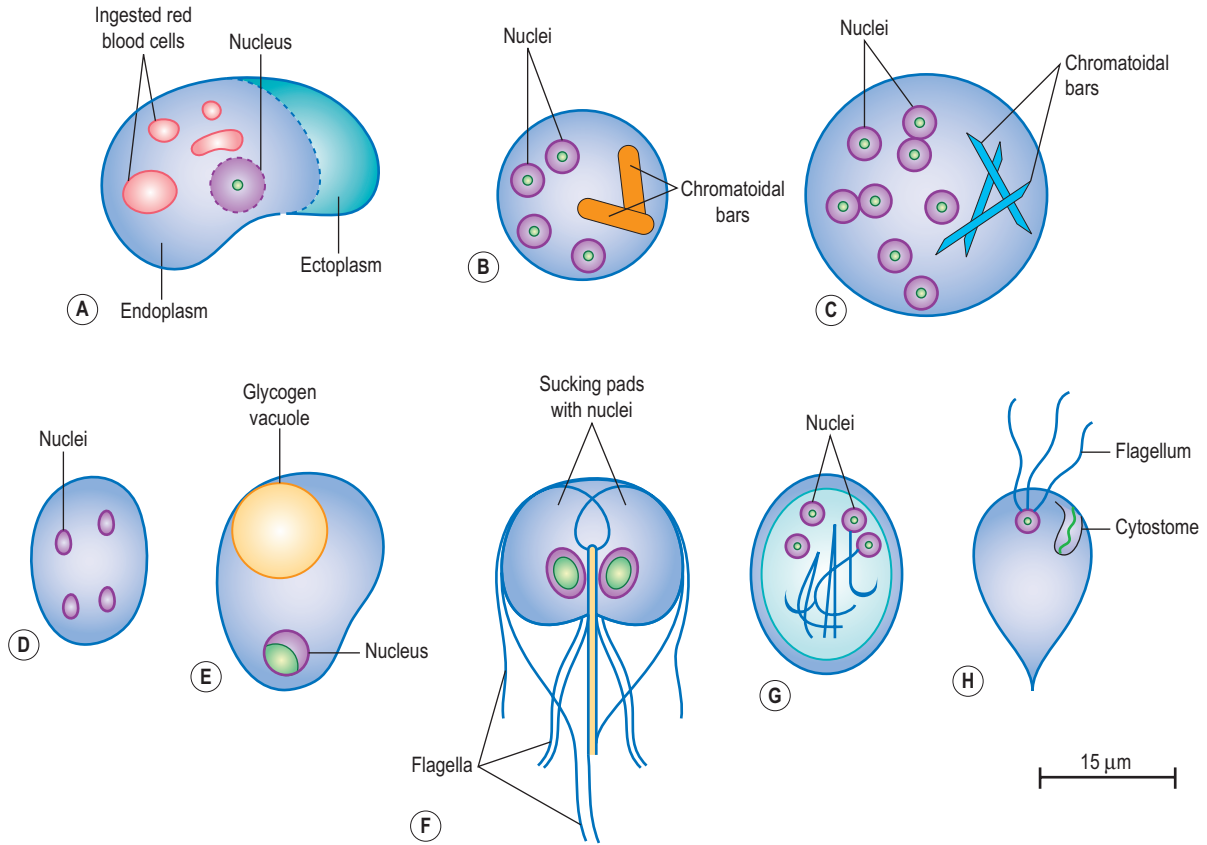 Ingested red
blood cells
Nucleus
Endoplasm
Ectoplasm
A
Nuclei
Chromatoidal
bars
B
Nuclei
Chromatoidal
bars
C
Nuclei
D
Glycogen
vacuole
Nucleus
E
Sucking pads
with nuclei
Flagella
F
Nuclei
G
Flagellum
Cytostome
H
15 μm